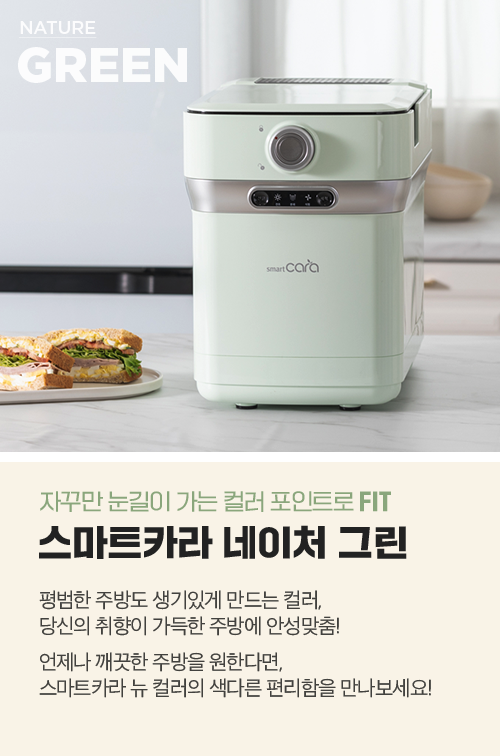 NATURE
GREEN
smart cara
자꾸만 눈길이 가는 컬러 포인트로 FIT
스마트카라 네이처 그린
평범한 주방도 생기있게 만드는 컬러,
당신의 취향이 가득한 주방에 안성맞춤!
언제나 깨끗한 주방을 원한다면,
스마트카라 뉴 컬러의 색다른 편리함을 만나보세요!